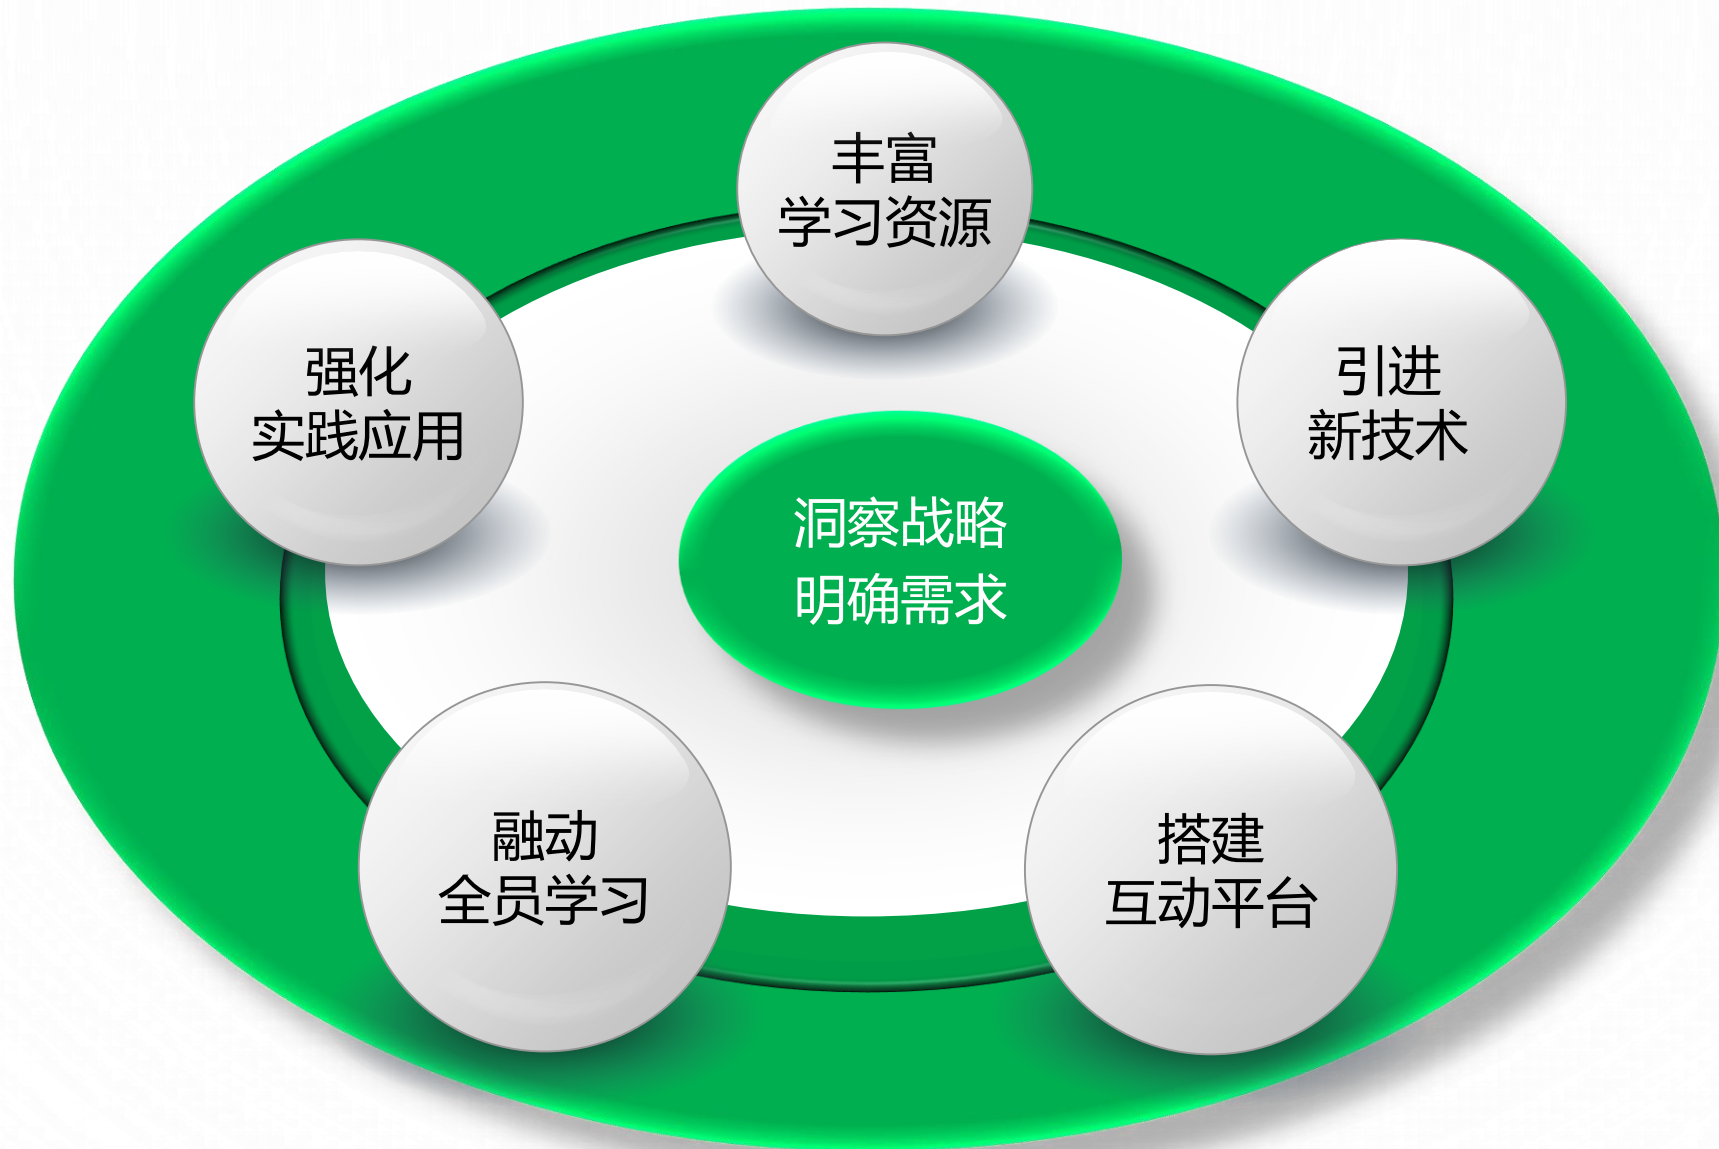 丰富
学习资源
强化
实践应用
引进
新技术
洞察战略
明确需求
融动
全员学习
搭建
互动平台